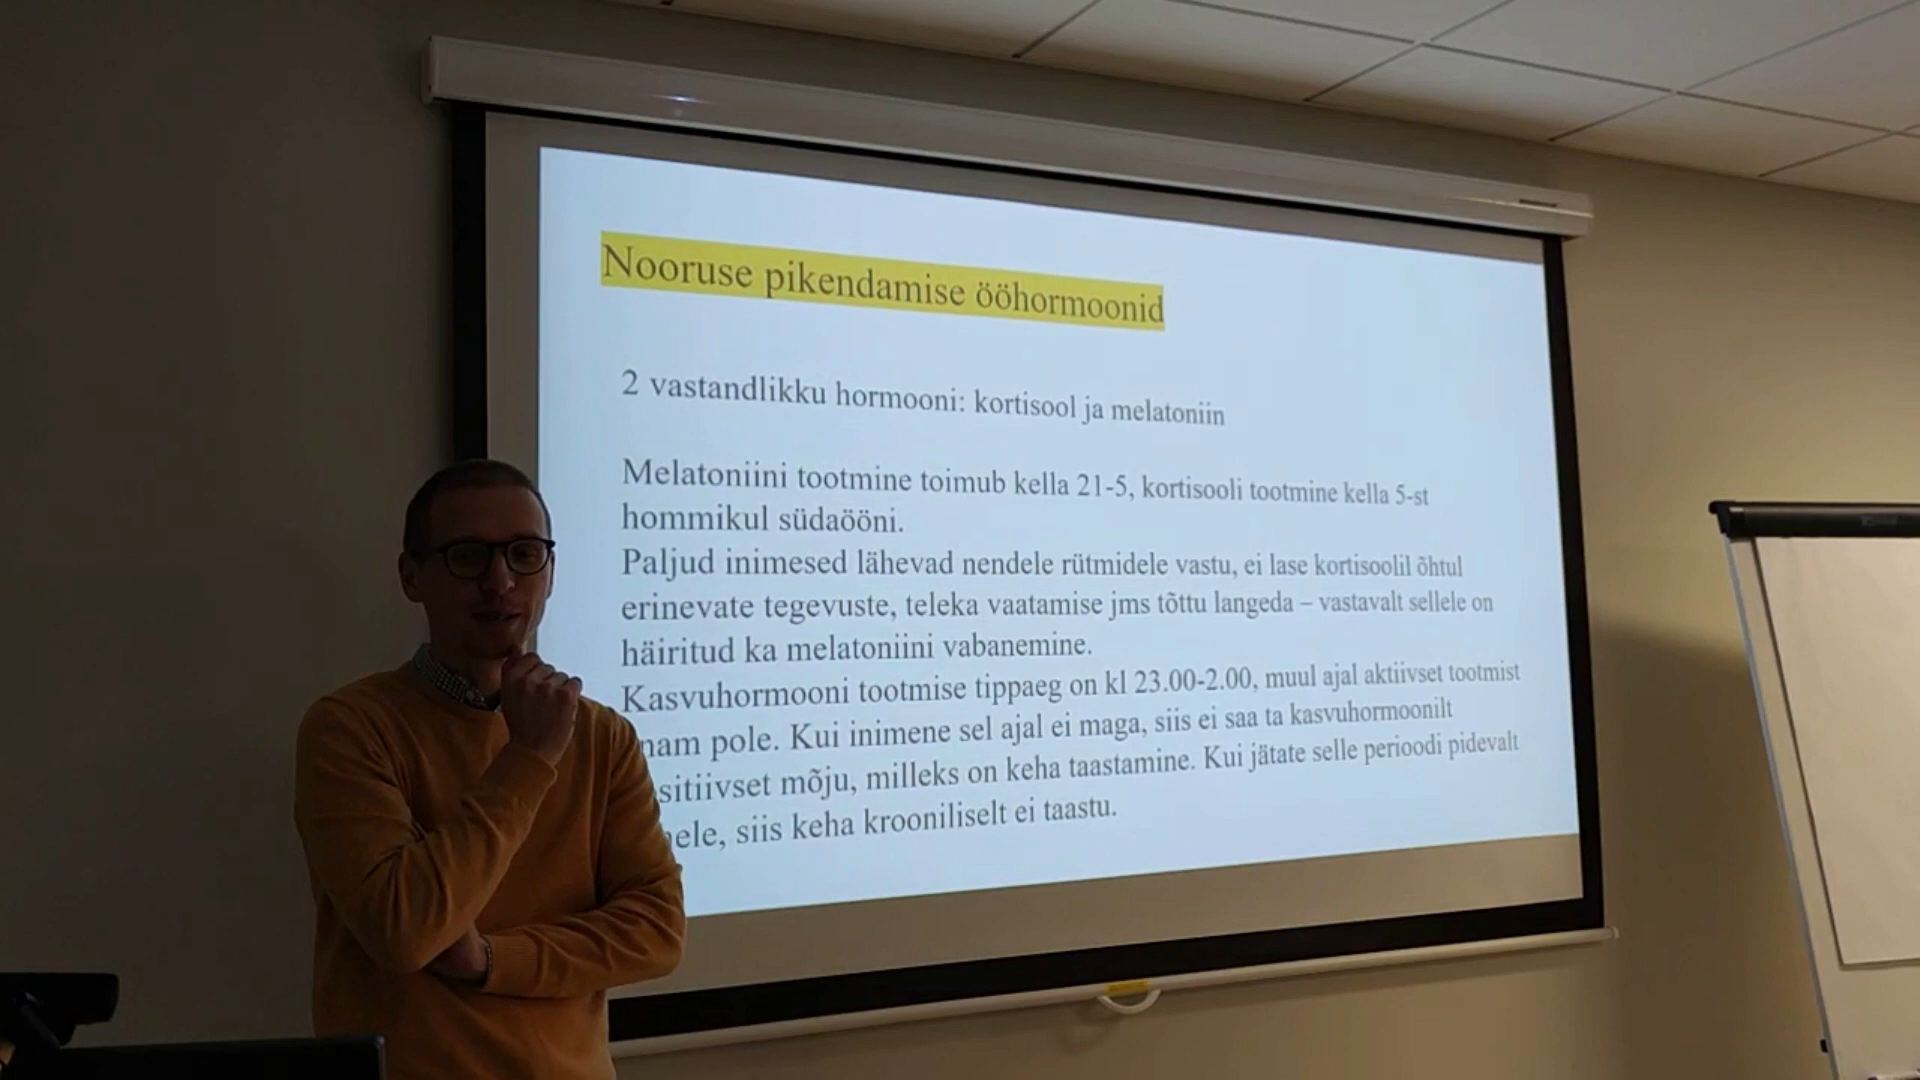 Nooruse pikendamise ööhormoonid
2 vastandlikku hormooni: kortisool ja melatoniin
Melatoniini tootmine toimub kella 21-5, kortisooli tootmine kella 5-st
hommikul südaööni.
Paljud inimesed lähevad nendele rütmidele vastu, ei lase kortisoolil õhtul
erinevate tegevuste, teleka vaatamise jms tõttu langeda – vastavalt sellele on
häiritud ka melatoniini vabanemine.
Kasvuhormooni tootmise tippaeg on kl 23.00-2.00, muul ajal aktiivset tootmist
pole. Kui inimene sel ajal ei maga, siis ei saa ta kasvuhormoonilt
mõju, milleks on keha taastamine. Kui jätate selle perioodi pidevalt
siis keha krooniliselt ei taastu.